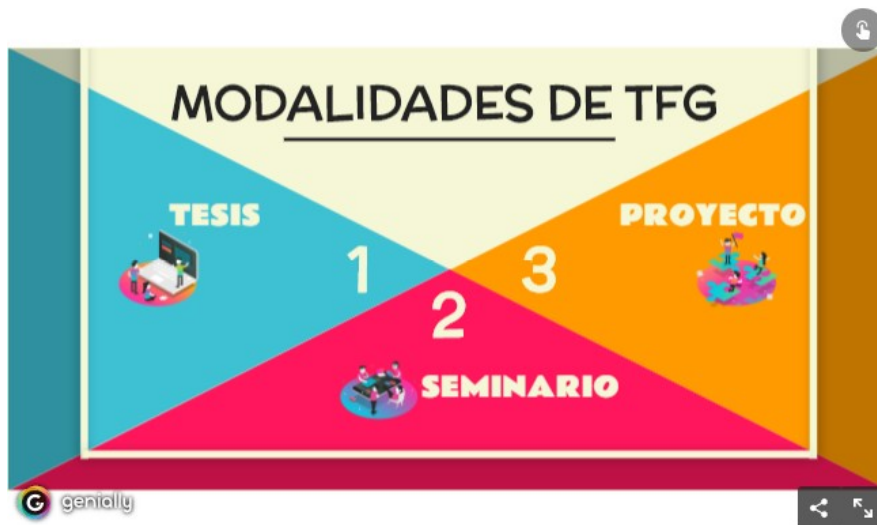 MODALIDADES DE TFG
TESIS
PROYECTO
1
3
2
SEMINARIO
G genially